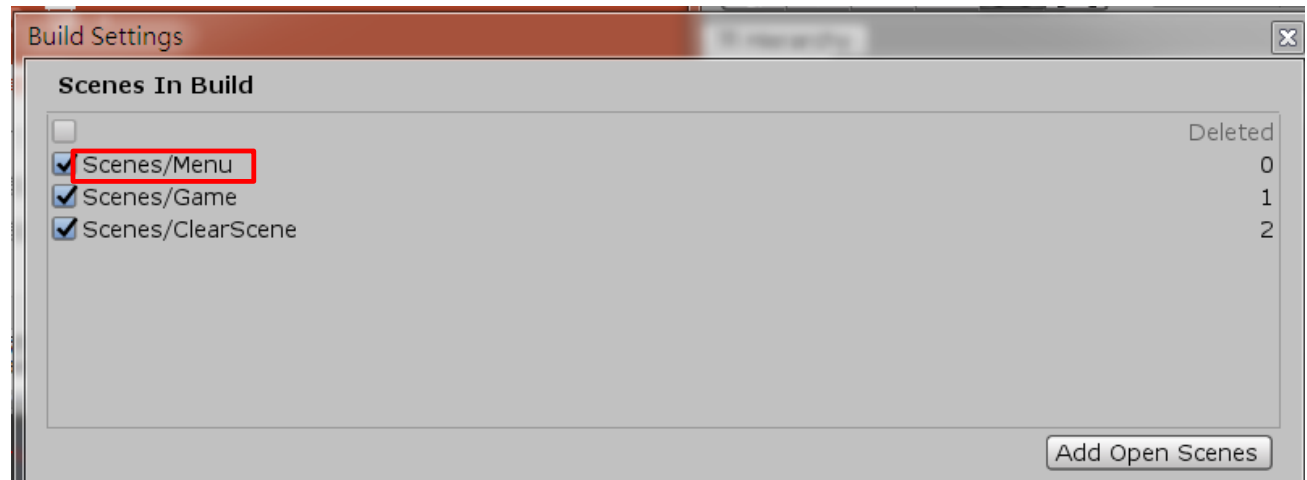 Build Settings
Scenes In Build
Deleted
Scenes/Menu 0
Scenes/Game 1
Scenes/ClearScene 2
Add Open Scenes